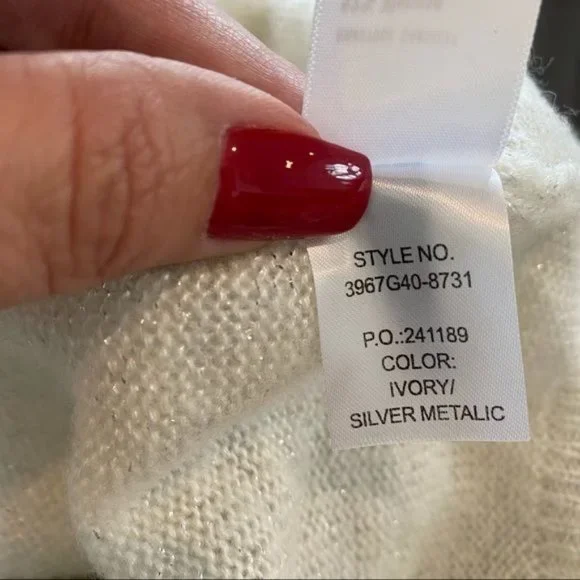 STYLE NO.
3967G40-8731
P.O.:241189
COLOR:
IVORY/
SILVER METALIC